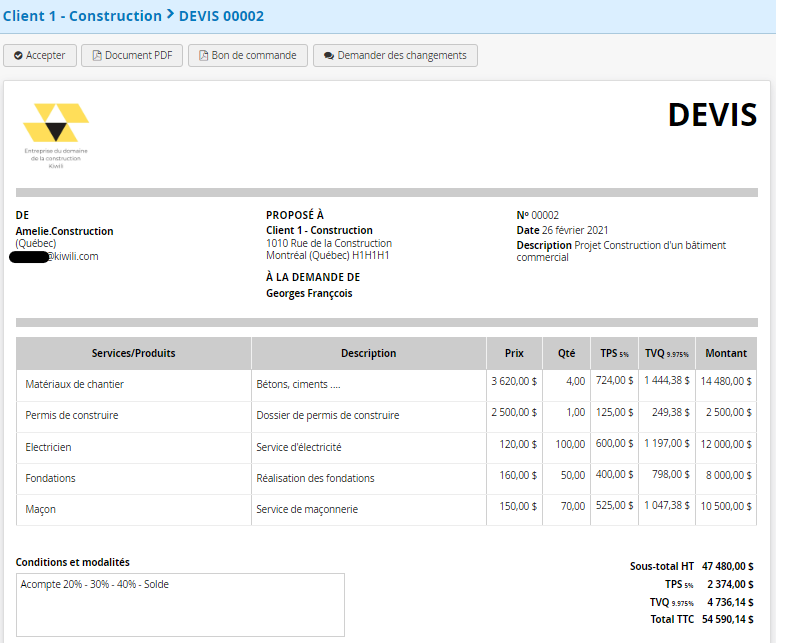 Client 1 - Construction > DEVIS 00002
Accepter
Document PDF
Bon de commande
Demander des changements
Entreprise du domaine
de la construction
Kiwili
DEVIS
DE
Amelie.Construction
(Québec)
@kiwili.com
PROPOSÉ À
Client 1 - Construction
1010 Rue de la Construction
Montréal (Québec) H1H1H1
À LA DEMANDE DE
Georges Françcois
Nº 00002
Date 26 février 2021
Description Projet Construction d'un bâtiment
commercial
Services/Produits Description Prix Qté TPS 5% TVQ 9.975% Montant
Matériaux de chantier Bétons, ciments .... 3 620,00 $ 4,00 724,00 $ 1 444,38 $ 14 480,00 $
Permis de construire Dossier de permis de construire 2 500,00 $ 1,00 125,00 $ 249,38 $ 2 500,00 $
Electricien Service d'électricité 120,00 $ 100,00 600,00 $ 1 197,00 $ 12 000,00 $
Fondations Réalisation des fondations 160,00 $ 50,00 400,00 $ 798,00 $ 8 000,00 $
Maçon Service de maçonnerie 150,00 $ 70,00 525,00 $ 1 047,38 $ 10 500,00 $
Conditions et modalités
Acompte 20% - 30% - 40% - Solde
Sous-total HT 47 480,00 $
TPS 5% 2 374,00 $
TVQ 9.975% 4 736,14 $
Total TTC 54 590,14 $